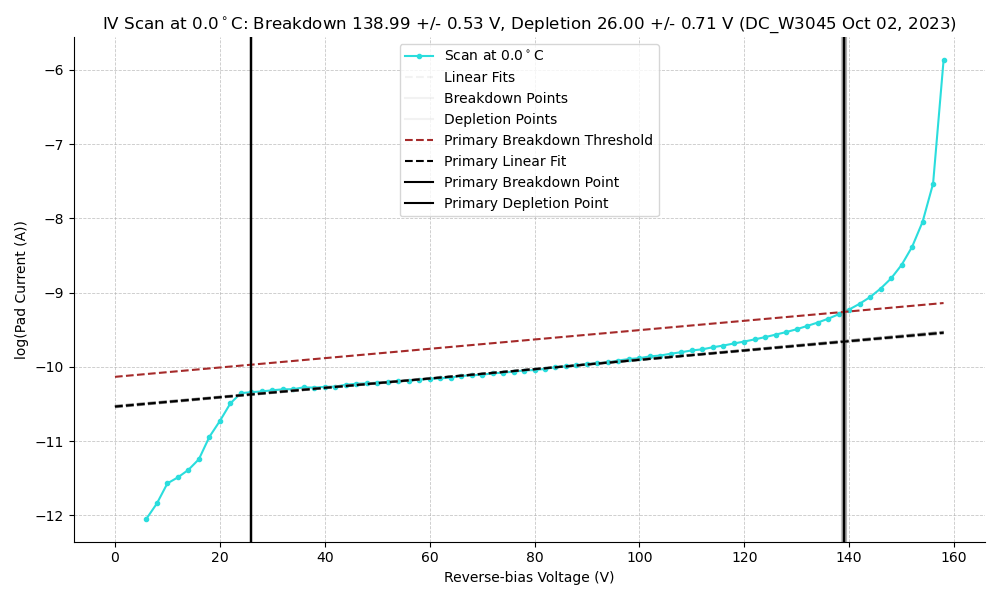 IV Scan at 0.0°C: Breakdown 138.99 +/- 0.53 V, Depletion 26.00 +/- 0.71 V (DC_W3045 Oct 02, 2023)
Scan at 0.0°C
Linear Fits
Breakdown Points
Depletion Points
Primary Breakdown Threshold
Primary Linear Fit
Primary Breakdown Point
Primary Depletion Point
log(Pad Current (A))
−6
−7
−8
−9
−10
−11
−12
0 20 40 60 80 100 120 140 160
Reverse-bias Voltage (V)